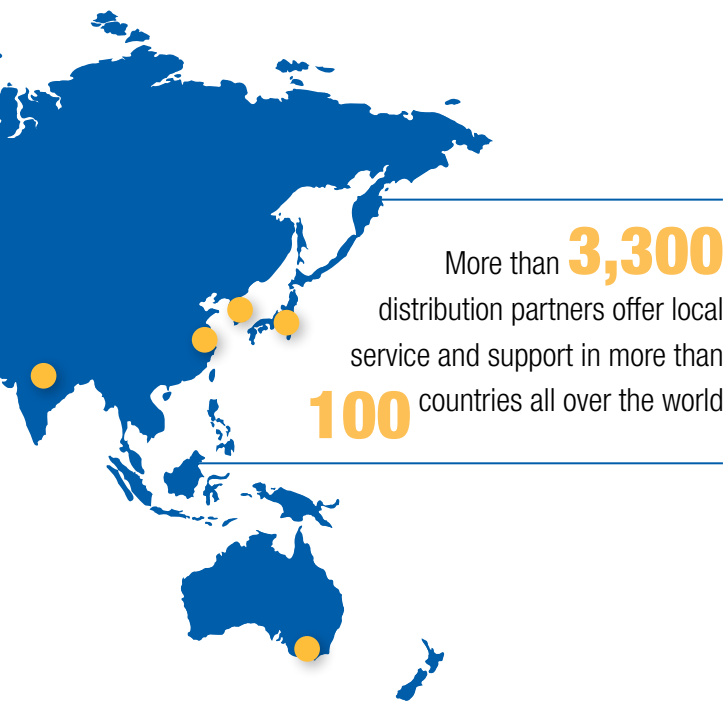 More than 3,300
distribution partners offer local
service and support in more than
100 countries all over the world